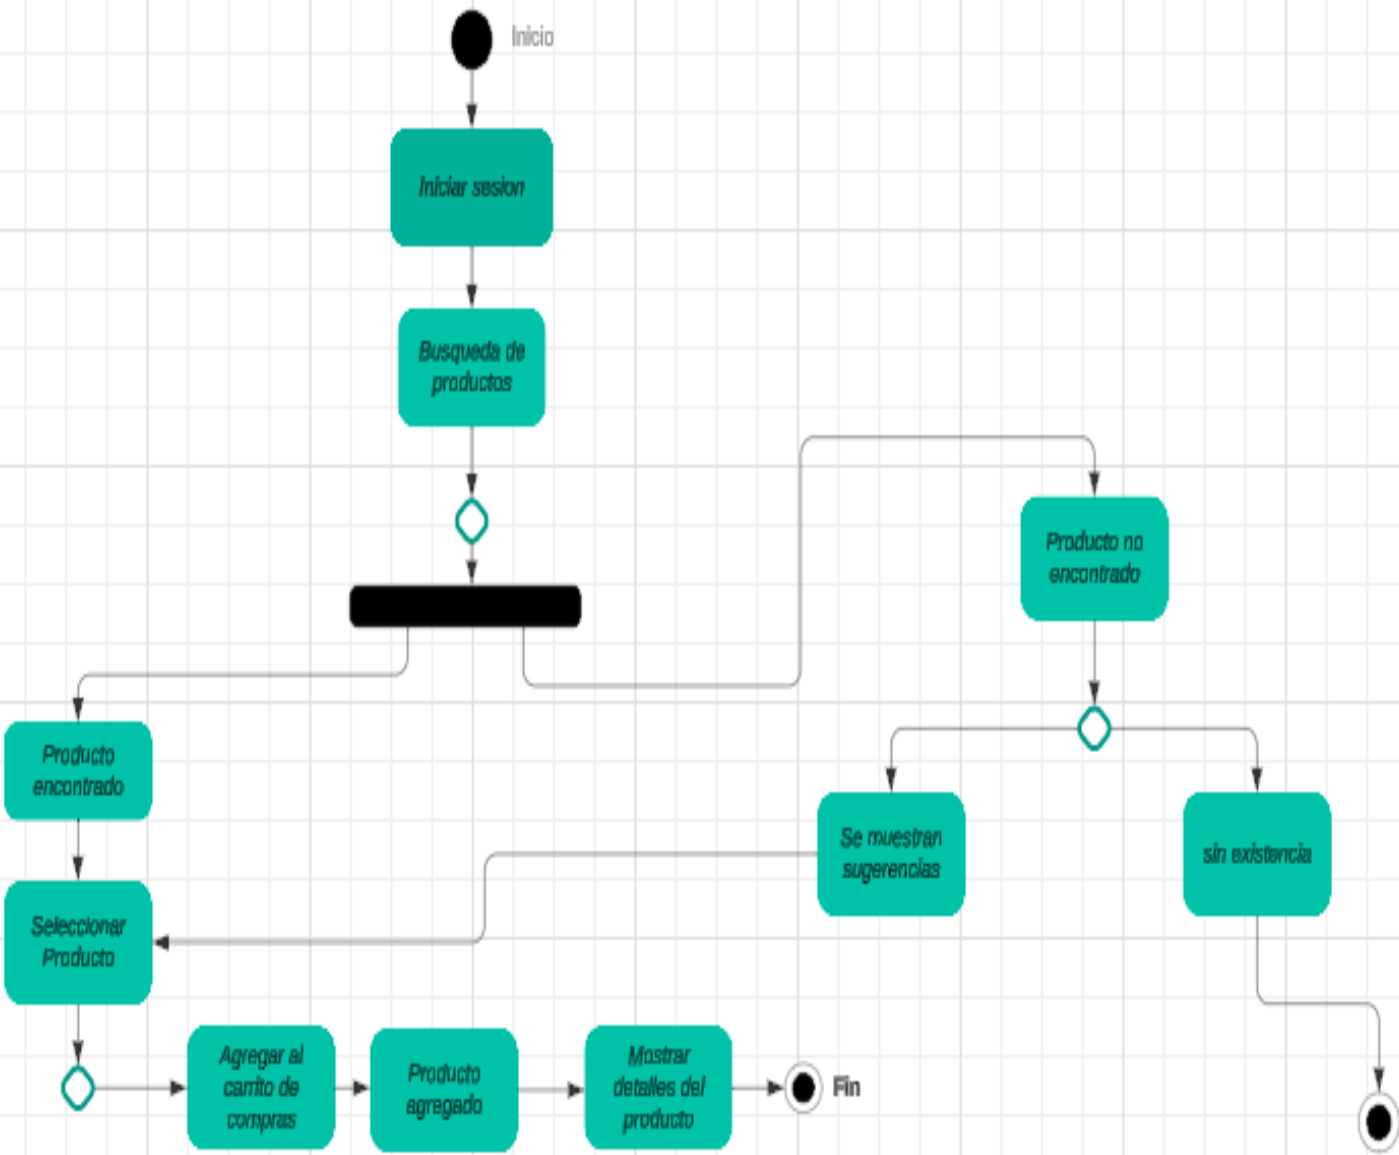 Inicio
Iniciar sesion
Busqueda de
productos
Producto no
encontrado
Producto
encontrado
Se muestran
sugerencias
sin existencia
Seleccionar
Producto
Agregar al
carrito de
compras
Producto
agregado
Mostrar
detalles del
producto
Fin